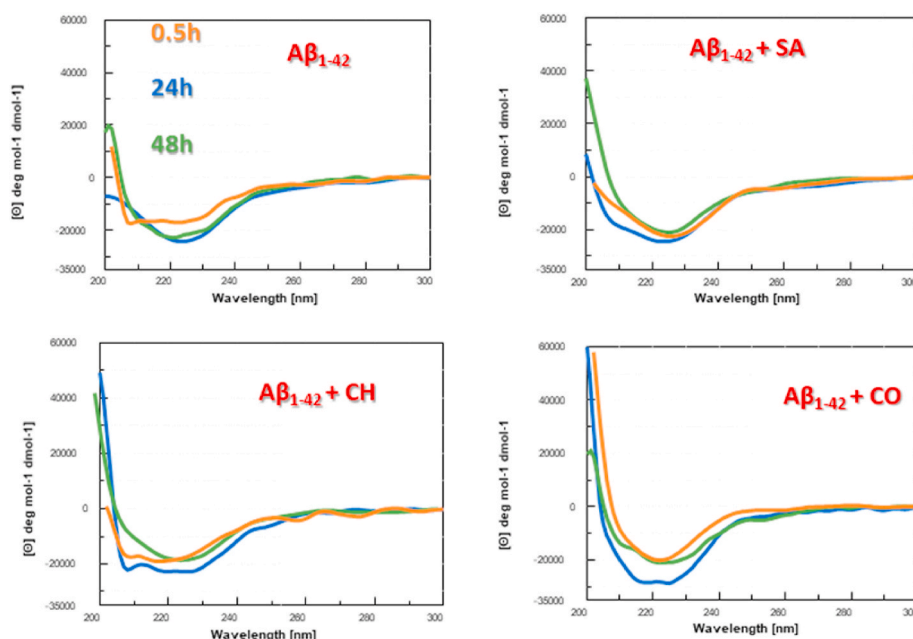 60000
40000
20000
0
-20000
-35000
[Θ] deg mol-1 dmol-1]
0.5h
24h
48h
Aβ1-42
200 220 240 260 280 300
Wavelength [nm]
60000
40000
20000
0
-20000
-35000
[Θ] deg mol-1 dmol-1]
Aβ1-42 + SA
200 220 240 260 280 300
Wavelength [nm]
60000
40000
20000
0
-20000
-35000
[Θ] deg mol-1 dmol-1]
Aβ1-42 + CH
200 220 240 260 280 300
Wavelength [nm]
60000
40000
20000
0
-20000
-35000
[Θ] deg mol-1 dmol-1]
Aβ1-42 + CO
200 220 240 260 280 300
Wavelength [nm]